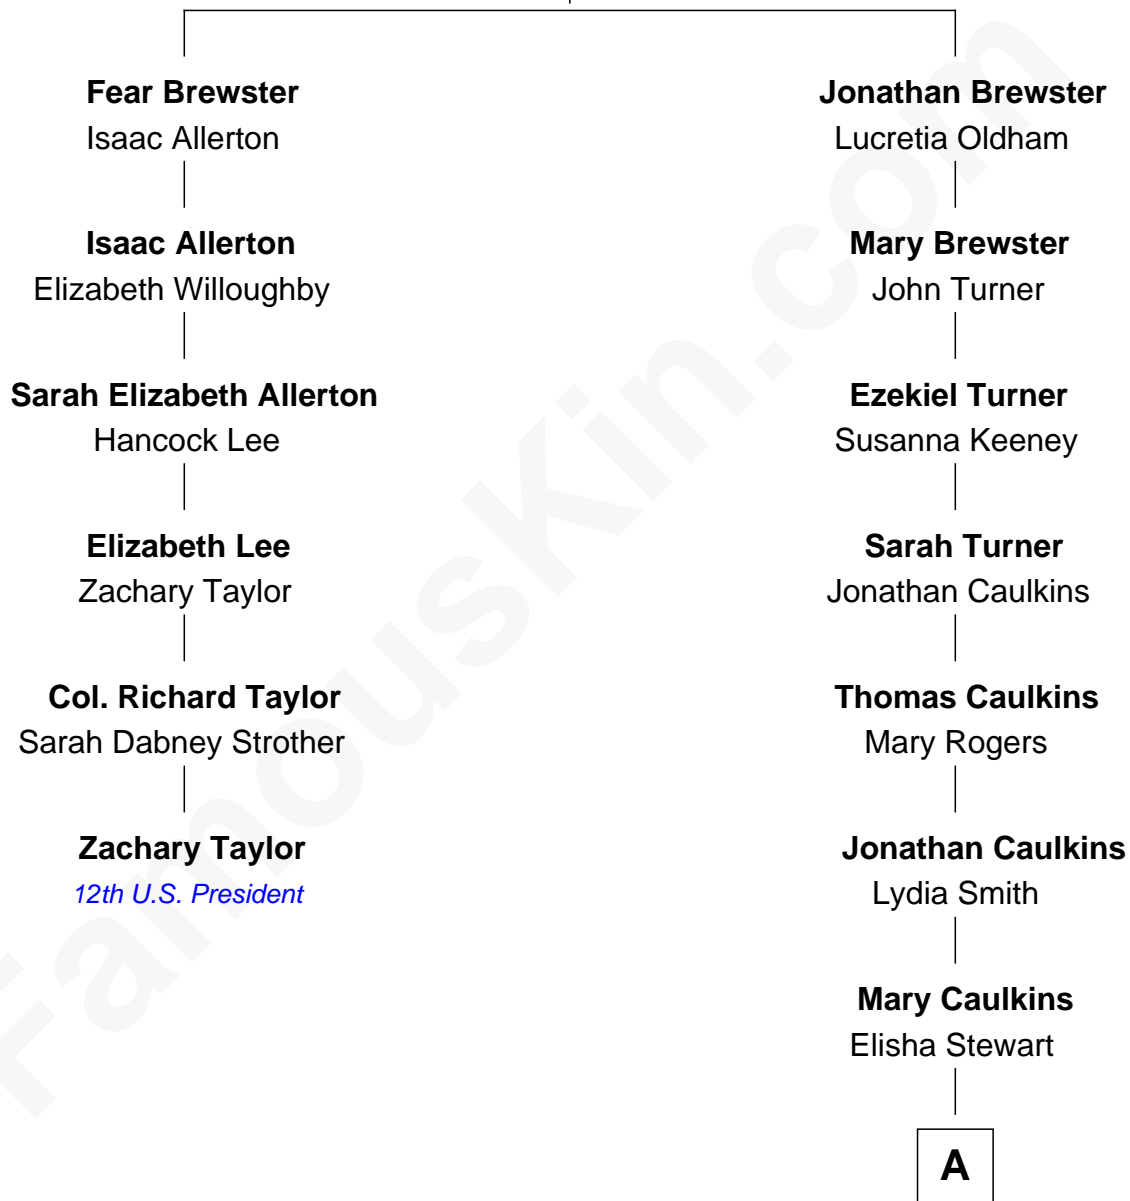 Fear Brewster
Isaac Allerton
Isaac Allerton
Elizabeth Willoughby
Sarah Elizabeth Allerton
Hancock Lee
Elizabeth Lee
Zachary Taylor
Col. Richard Taylor
Sarah Dabney Strother
Zachary Taylor
12th U.S. President
Jonathan Brewster
Lucretia Oldham
Mary Brewster
John Turner
Ezekiel Turner
Susanna Keeney
Sarah Turner
Jonathan Caulkins
Thomas Caulkins
Mary Rogers
Jonathan Caulkins
Lydia Smith
Mary Caulkins
Elisha Stewart
A
FamousKin.com